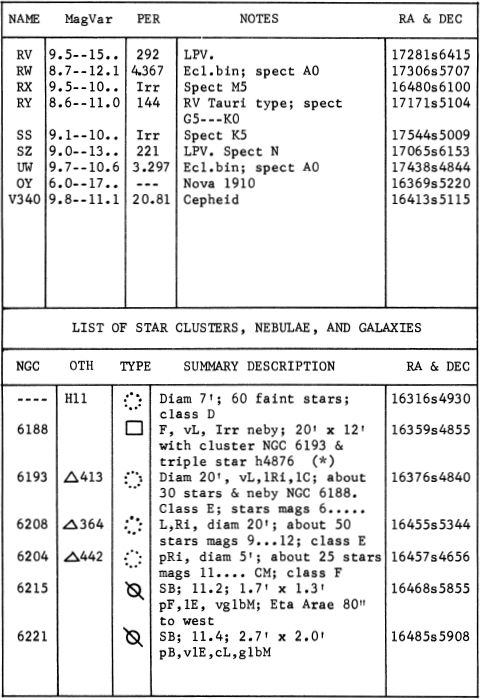 NAME MagVar PER NOTES RA & DEC
RV 9.5--15.. 292 LPV. 17281s6415
RW 8.7--12.1 4.367 Ecl.bin; spect A0 17306s5707
RX 9.5--10.. Irr Spect M5 16480s6100
RY 8.6--11.0 144 RV Tauri type; spect 17171s5104
G5---K0
SS 9.1--10.. Irr Spect K5 17544s5009
SZ 9.0--13.. 221 LPV. Spect N 17065s6153
UW 9.7--10.6 3.297 Ecl.bin; spect A0 17438s4844
OY 6.0--17.. --- Nova 1910 16369s5220
V340 9.8--11.1 20.81 Cepheid 16413s5115
LIST OF STAR CLUSTERS, NEBULAE, AND GALAXIES
NGC OTH TYPE SUMMARY DESCRIPTION RA & DEC
---- H11 Diam 7'; 60 faint stars; 16316s4930
class D
6188 F, vL, Irr neby; 20' x 12' 16359s4855
with cluster NGC 6193 &
triple star h4876 (*)
6193 △413 Diam 20', vL,lRi,lC; about 16376s4840
30 stars & neby NGC 6188.
Class E; stars mags 6.....
6208 △364 L,Ri, diam 20'; about 50 16455s5344
stars mags 9...12; class E
6204 △442 pRi, diam 5'; about 25 stars 16457s4656
mags 11.... CM; class F
6215 SB; 11.2; 1.7' x 1.3' 16468s5855
pF,lE, vglbM; Eta Arae 80"
to west
6221 SB; 11.4; 2.7' x 2.0' 16485s5908
pB,vlE,cL,glbM